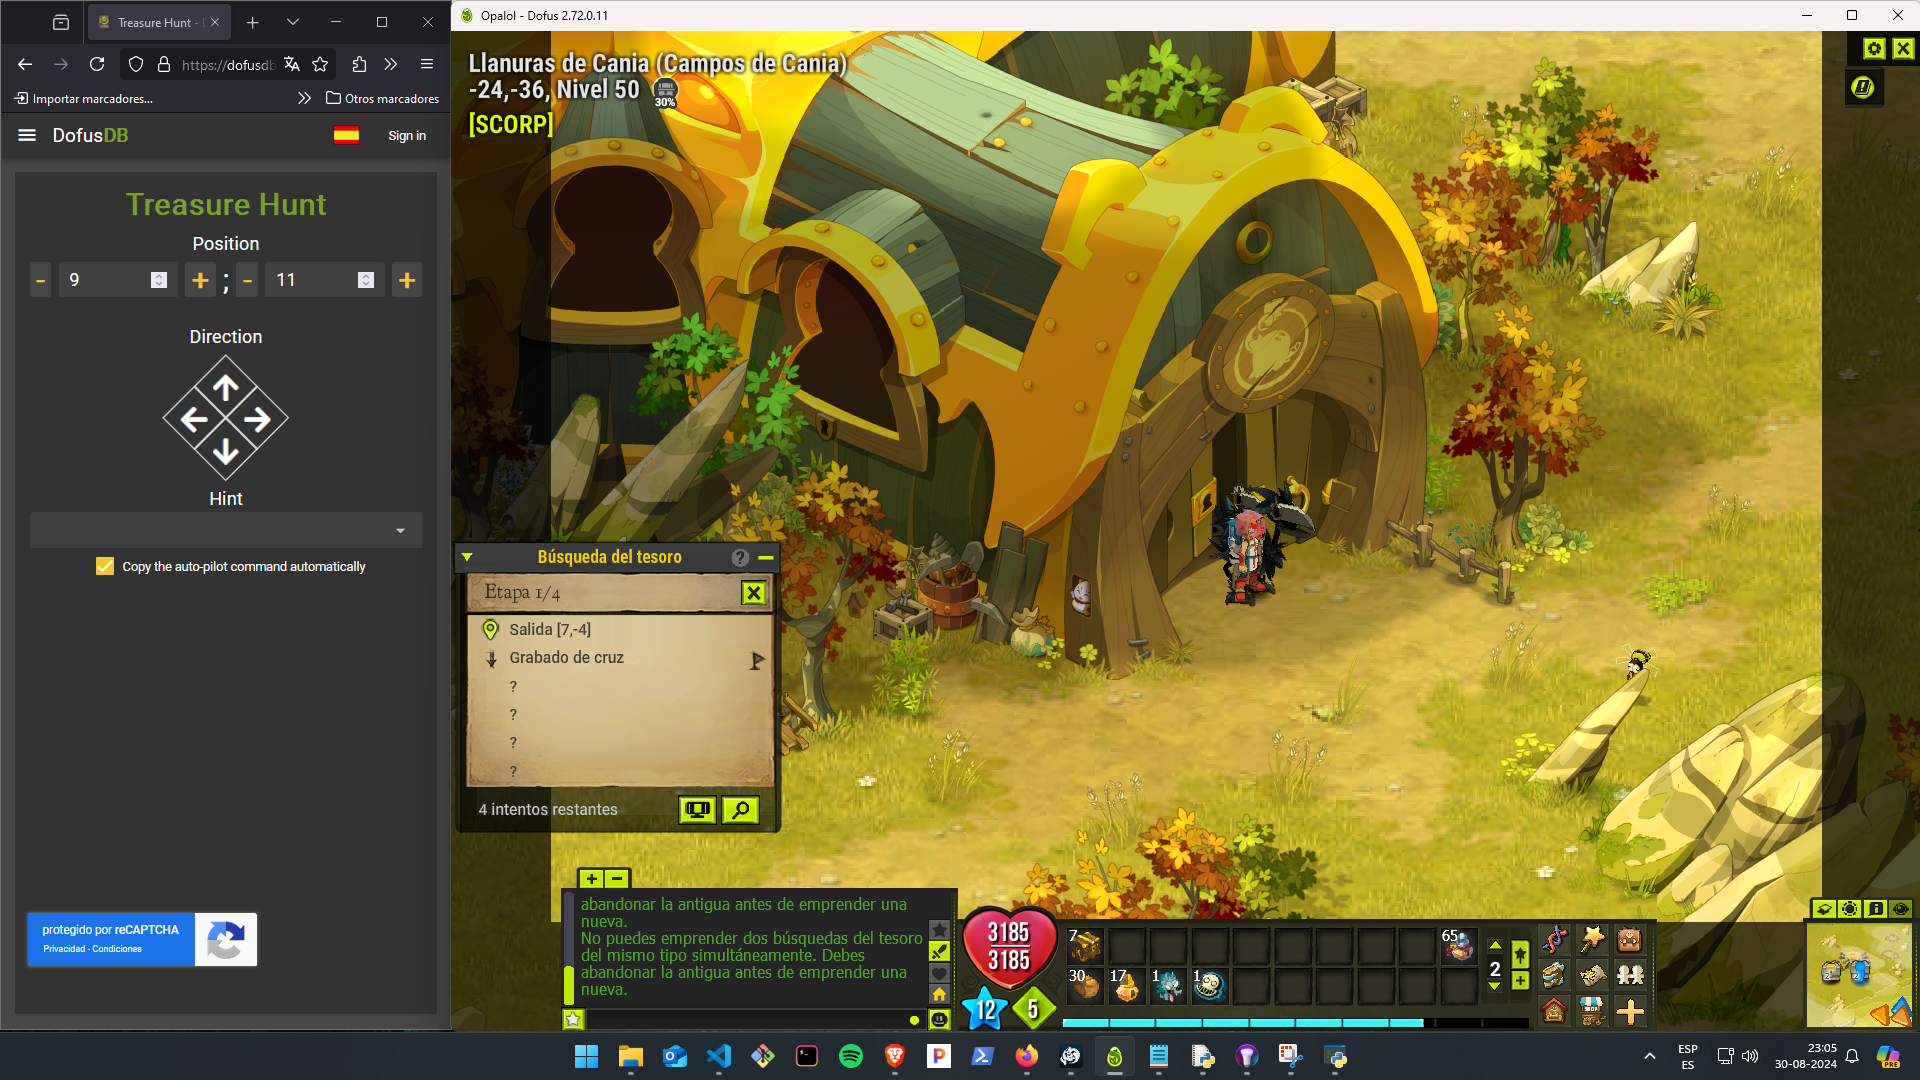 Treasure Hunt - D
https://dofusdb
Importar marcadores...
Otros marcadores
DofusDB
Sign in
Treasure Hunt
Position
- 9 + ; - 11 +
Direction
Hint
Copy the auto-pilot command automatically
protegido por reCAPTCHA
Privacidad - Condiciones
Opalol - Dofus 2.72.0.11
Llanuras de Cania (Campos de Cania)
-24,-36, Nivel 50
30%
[SCORP]
Búsqueda del tesoro
?
Etapa 1/4
Salida [7,-4]
Grabado de cruz
?
?
?
?
4 intentos restantes
abandonar la antigua antes de emprender una
nueva.
No puedes emprender dos búsquedas del tesoro
del mismo tipo simultáneamente. Debes
abandonar la antigua antes de emprender una
nueva.
3185
3185
12
5
7
65
30
17
1
1
2
SHOP
ESP
ES
23:05
30-08-2024
PRE